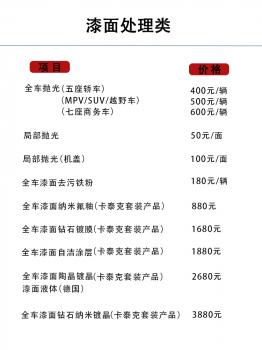 漆面处理类
项目 价格
全车抛光(五座轿车) 400元/辆
(MPV/SUV/越野车) 500元/辆
(七座商务车) 600元/辆
局部抛光 50元/面
局部抛光(机盖) 100元/面
全车漆面去污铁粉 180元/辆
全车漆面纳米氟釉(卡泰克套装产品) 880元
全车漆面钻石镀膜(卡泰克套装产品) 1680元
全车漆面自洁涂层(卡泰克套装产品) 1880元
全车漆面陶晶镀晶(卡泰克套装产品) 2680元
漆面液体(德国)
全车漆面钻石纳米镀晶(卡泰克套装产品) 3880元